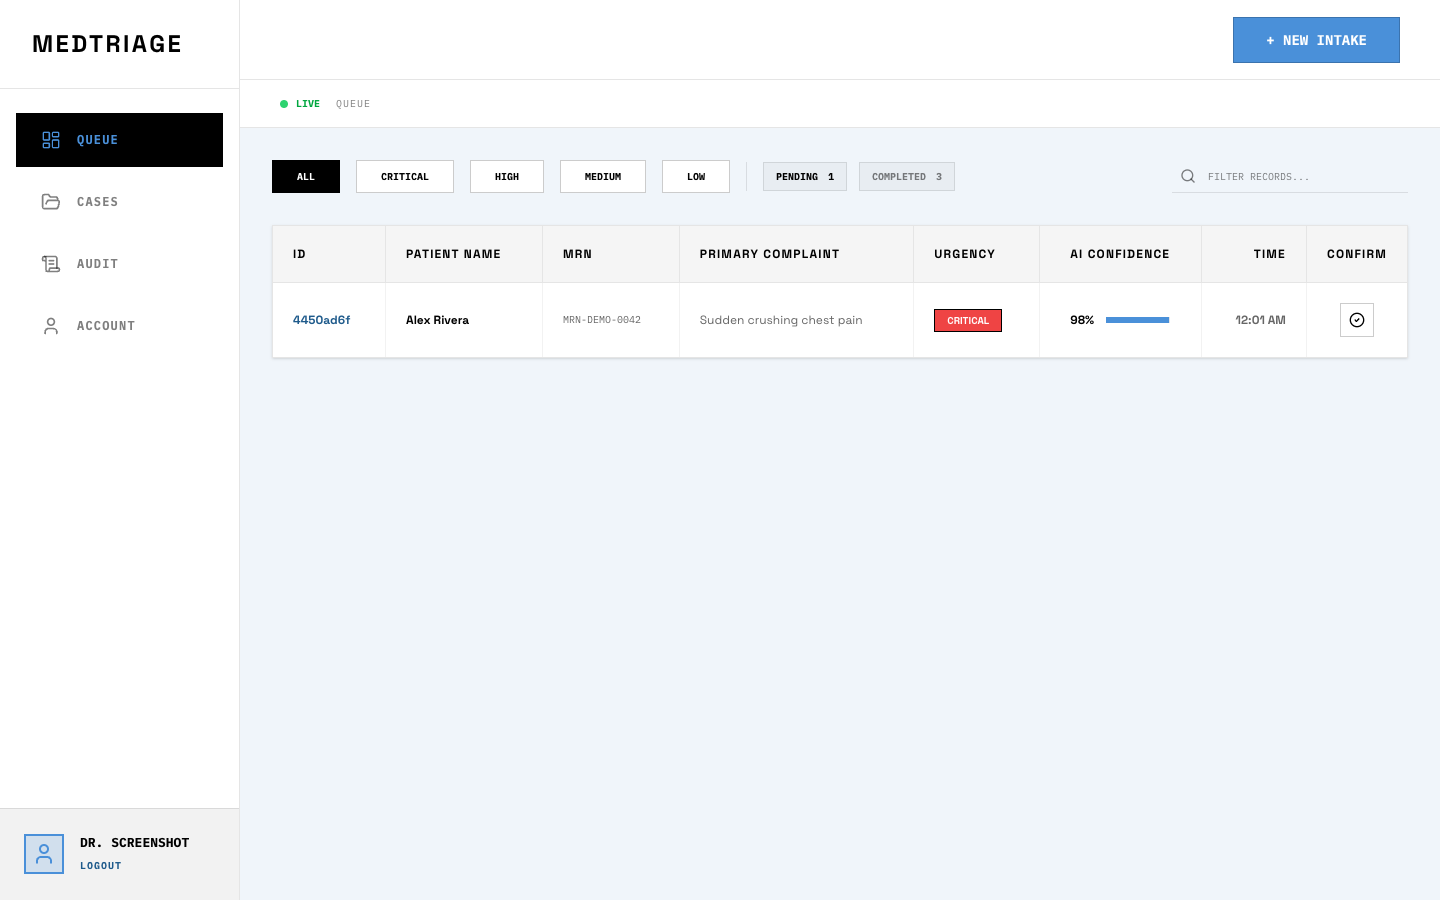 MEDTRIAGE
+ NEW INTAKE
LIVE QUEUE
QUEUE
CASES
AUDIT
ACCOUNT
ALL CRITICAL HIGH MEDIUM LOW PENDING 1 COMPLETED 3 FILTER RECORDS...
ID PATIENT NAME MRN PRIMARY COMPLAINT URGENCY AI CONFIDENCE TIME CONFIRM
4450ad6f Alex Rivera MRN-DEMO-0042 Sudden crushing chest pain CRITICAL 98% 12:01 AM
DR. SCREENSHOT
LOGOUT